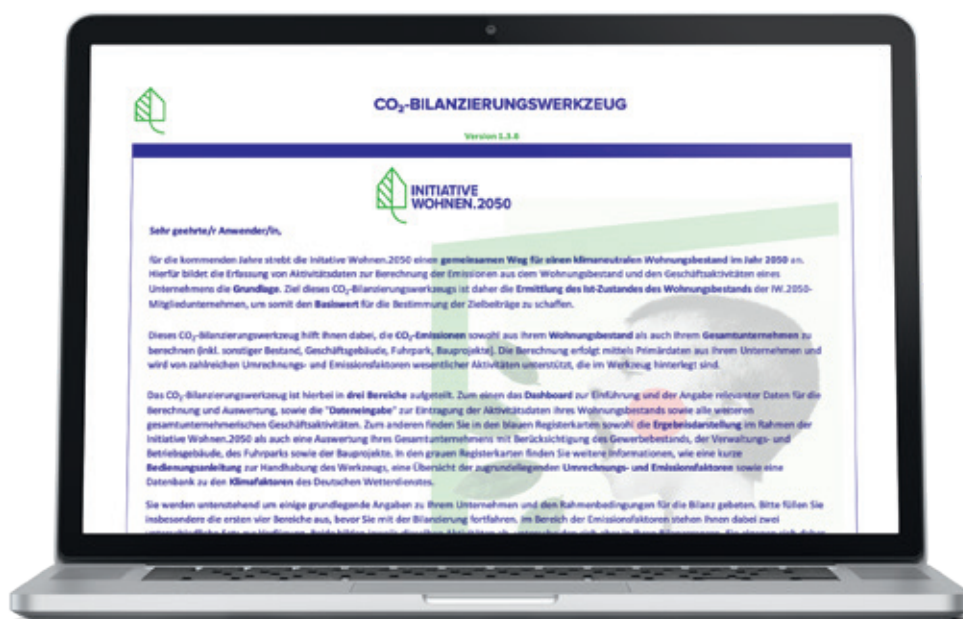 CO₂-BILANZIERUNGSWERKZEUG
Version 1.3.0
INITIATIVE
WOHNEN.2050
Sehr geehrte/r Anwender/in,
für die kommenden Jahre strebt die Initative Wohnen.2050 einen gemeinsamen Weg für einen klimaneutralen Wohnungsbestand im Jahr 2050 an.
Hierfür bildet die Erfassung von Aktivitätsdaten zur Berechnung der Emissionen aus dem Wohnungsbestand und den Geschäftsaktivitäten eines
Unternehmens die Grundlage. Ziel dieses CO₂-Bilanzierungswerkzeugs ist daher die Ermittlung des Ist-Zustandes des Wohnungsbestands der IW.2050-
Mitgliedunternehmen, um somit den Basiswert für die Bestimmung der Zielbeiträge zu schaffen.
Dieses CO₂-Bilanzierungswerkzeug hilft Ihnen dabei, die CO₂-Emissionen sowohl aus Ihrem Wohnungsbestand als auch Ihrem Gesamtunternehmen zu
berechnen (inkl. sonstiger Bestand, Geschäftsgebäude, Fuhrpark, Bauprojekte). Die Berechnung erfolgt mittels Primärdaten aus Ihrem Unternehmen und
wird von zahlreichen Umrechnungs- und Emissionsfaktoren wesentlicher Aktivitäten unterstützt, die im Werkzeug hinterlegt sind.
Das CO₂-Bilanzierungswerkzeug ist hierbei in drei Bereiche aufgeteilt. Zum einen das Dashboard zur Einführung und der Angabe relevanter Daten für die
Berechnung und Auswertung, sowie die "Dateneingabe" zur Eintragung der Aktivitätsdaten ihres Wohnungsbestands sowie alle weiteren
gesamtunternehmerischen Geschäftsaktivitäten. Zum anderen finden Sie in den blauen Registerkarten sowohl die Ergebnisdarstellung im Rahmen der
Initiative Wohnen.2050 als auch eine Auswertung Ihres Gesamtunternehmens mit Berücksichtigung des Gewerbebestands, der Verwaltungs- und
Betriebsgebäude, des Fuhrparks sowie der Bauprojekte. In den grauen Registerkarten finden Sie weitere Informationen, wie eine kurze
Bedienungsanleitung zur Handhabung des Werkzeugs, eine Übersicht der zugrundeliegenden Umrechnungs- und Emissionsfaktoren sowie eine
Datenbank zu den Klimafaktoren des Deutschen Wetterdienstes.
Sie werden untenstehend um einige grundlegende Angaben zu Ihrem Unternehmen und den Rahmenbedingungen für die Bilanz gebeten. Bitte füllen Sie
insbesondere die ersten vier Bereiche aus, bevor Sie mit der Bilanzierung fortfahren. Im Bereich der Emissionsfaktoren stehen Ihnen dabei zwei